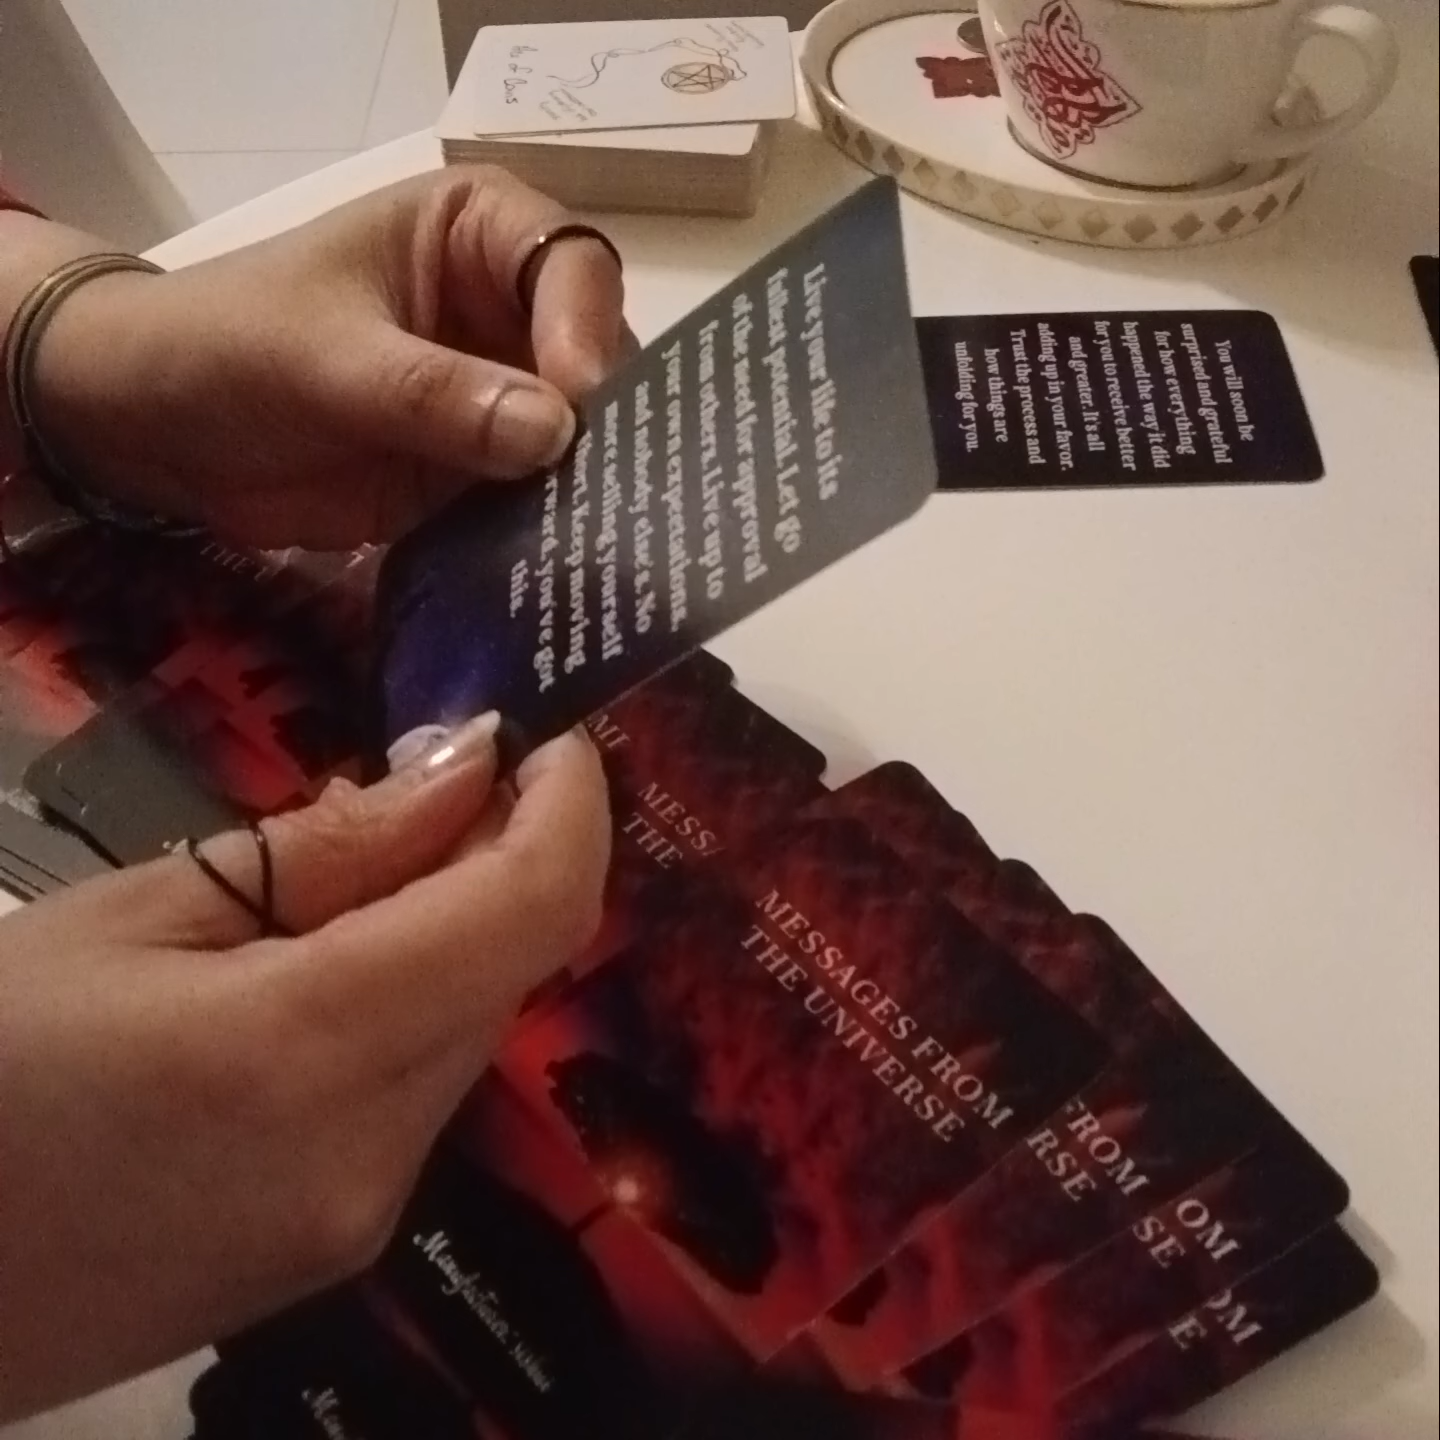 Live your life to its
fullest potential. Let go
of the need for approval
from others. Live up to
your own expectations,
and nobody else's. No
more selling yourself
short. Keep moving
forward, you've got
this.
You will soon be
surprised and grateful
for how everything
happened the way it did
for you to receive better
and greater. It's all
adding up in your favor.
Trust the process and
how things are
unfolding for you.
MESSAGES FROM
THE UNIVERSE
FROM
RSE
OM
SE
OM
E
MESSA
THE
THE U